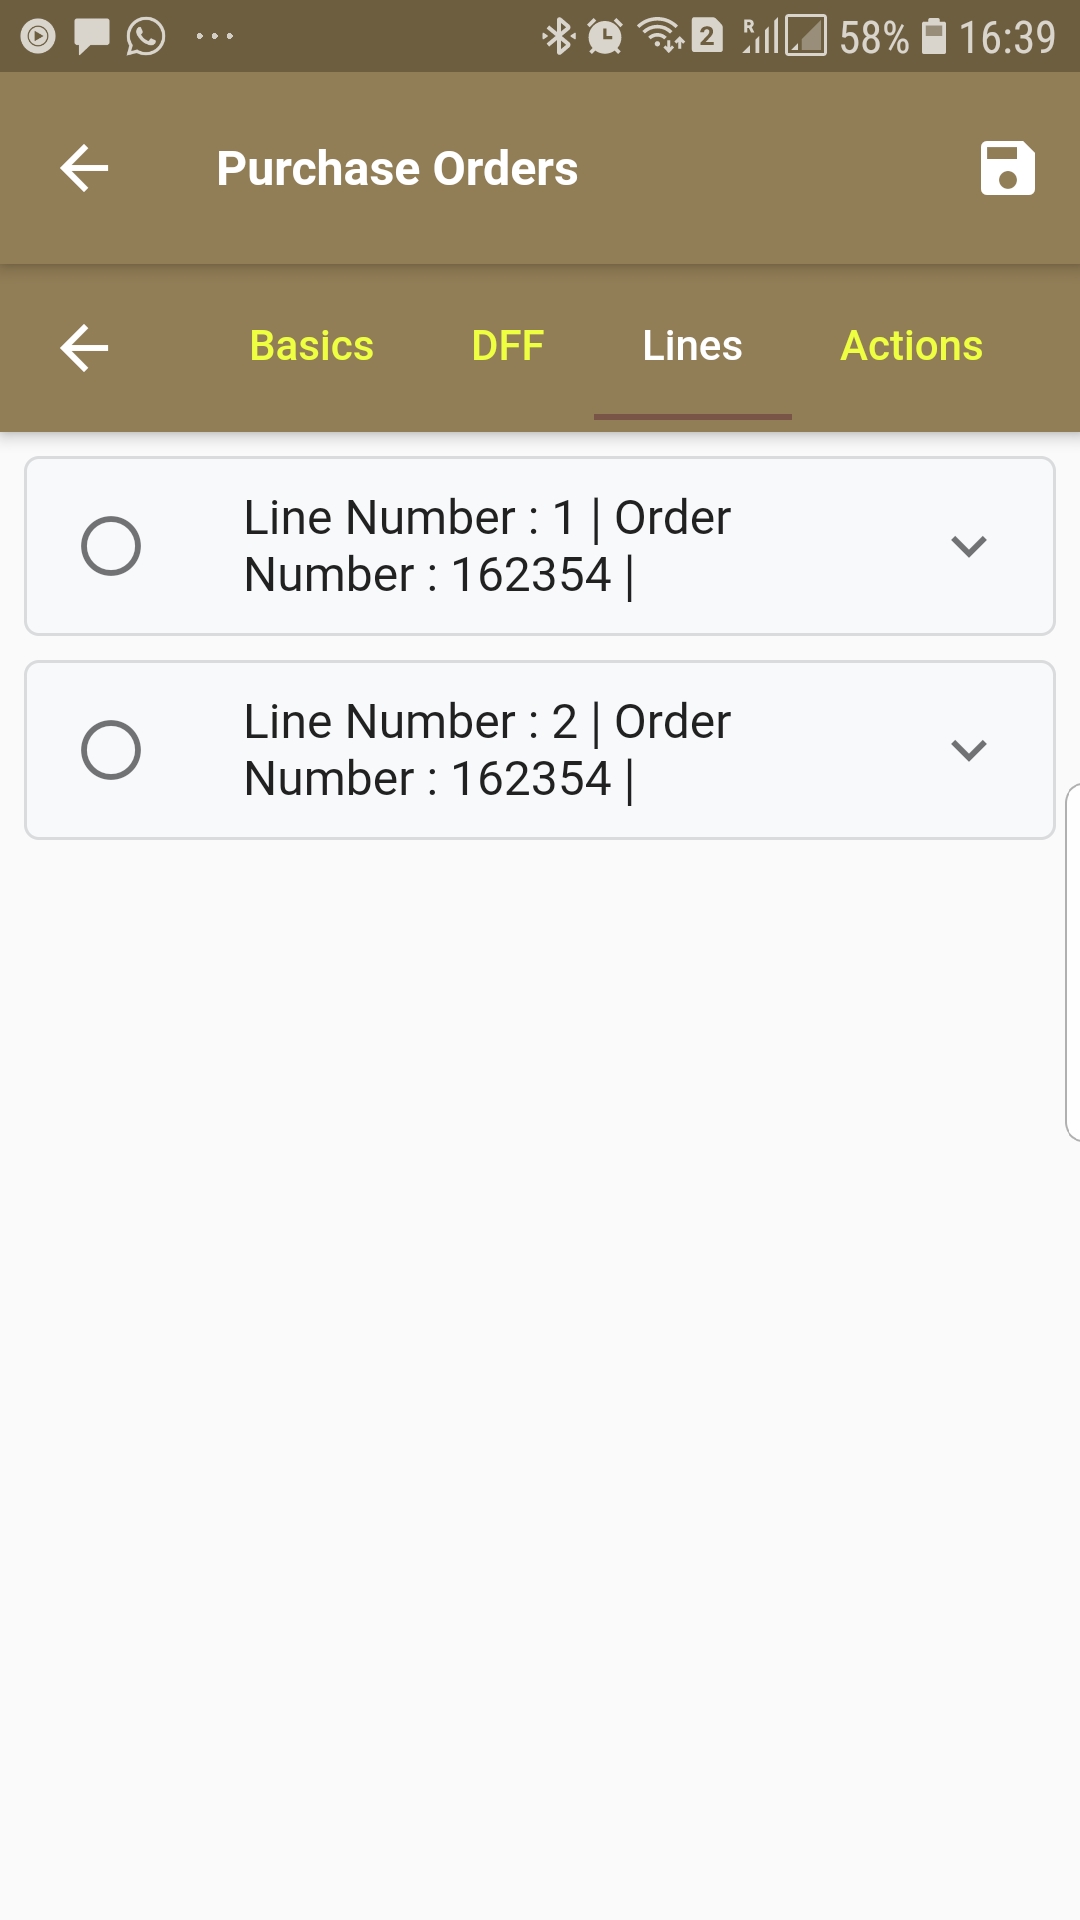 2 R 58% 16:39
Purchase Orders
Basics DFF Lines Actions
Line Number : 1 | Order
Number : 162354 |
Line Number : 2 | Order
Number : 162354 |